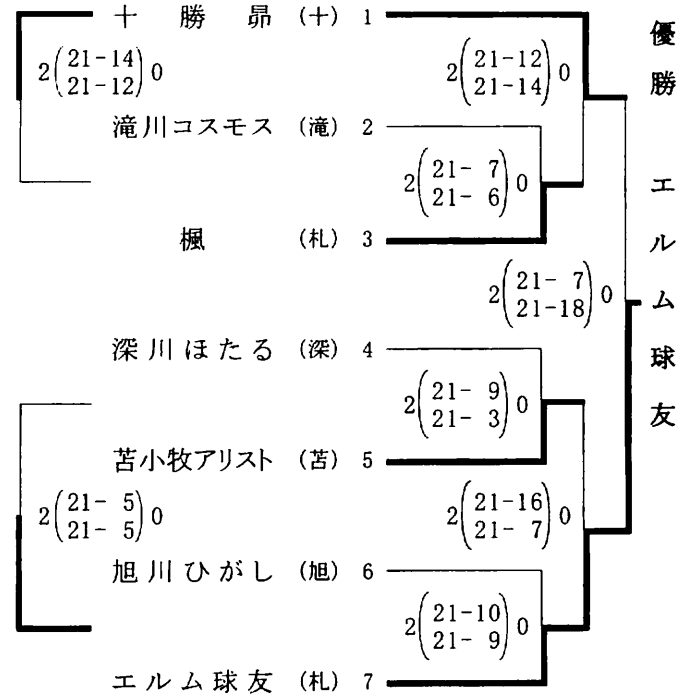 十勝昴 (十) 1
2(21-14 21-12)0
2(21-12 21-14)0
滝川コスモス (滝) 2
2(21- 7 21- 6)0
楓 (札) 3
2(21- 7 21-18)0
深川ほたる (深) 4
2(21- 9 21- 3)0
苫小牧アリスト (苫) 5
2(21- 5 21- 5)0
2(21-16 21- 7)0
旭川ひがし (旭) 6
2(21-10 21- 9)0
エルム球友 (札) 7
優勝 エルム球友